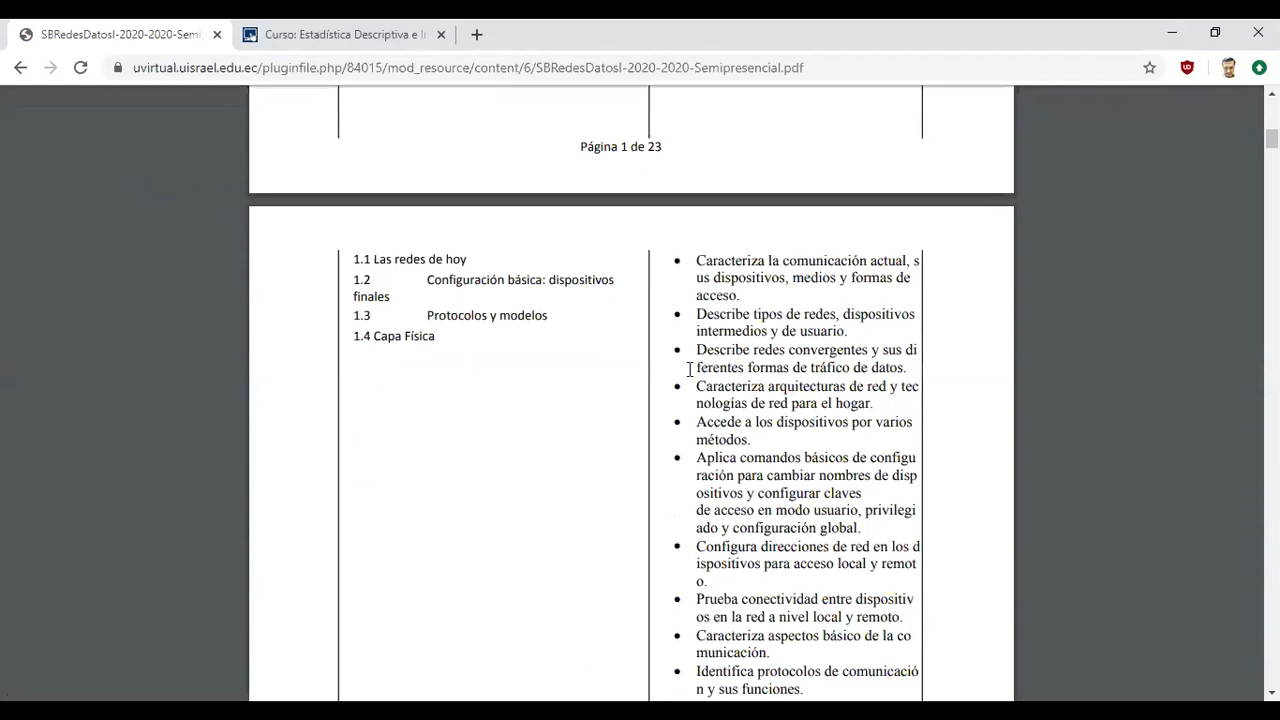 SBRedesDatosI-2020-2020-Semi
Curso: Estadística Descriptiva e I
uvirtual.uisrael.edu.ec/pluginfile.php/84015/mod_resource/content/6/SBRedesDatosI-2020-2020-Semipresencial.pdf
Página 1 de 23
1.1 Las redes de hoy
1.2 Configuración básica: dispositivos
finales
1.3 Protocolos y modelos
1.4 Capa Física
• Caracteriza la comunicación actual, s
us dispositivos, medios y formas de
acceso.
• Describe tipos de redes, dispositivos
intermedios y de usuario.
• Describe redes convergentes y sus di
ferentes formas de tráfico de datos.
• Caracteriza arquitecturas de red y tec
nologías de red para el hogar.
• Accede a los dispositivos por varios
métodos.
• Aplica comandos básicos de configu
ración para cambiar nombres de disp
ositivos y configurar claves
de acceso en modo usuario, privilegi
ado y configuración global.
• Configura direcciones de red en los d
ispositivos para acceso local y remot
o.
• Prueba conectividad entre dispositiv
os en la red a nivel local y remoto.
• Caracteriza aspectos básico de la co
municación.
• Identifica protocolos de comunicació
n y sus funciones.